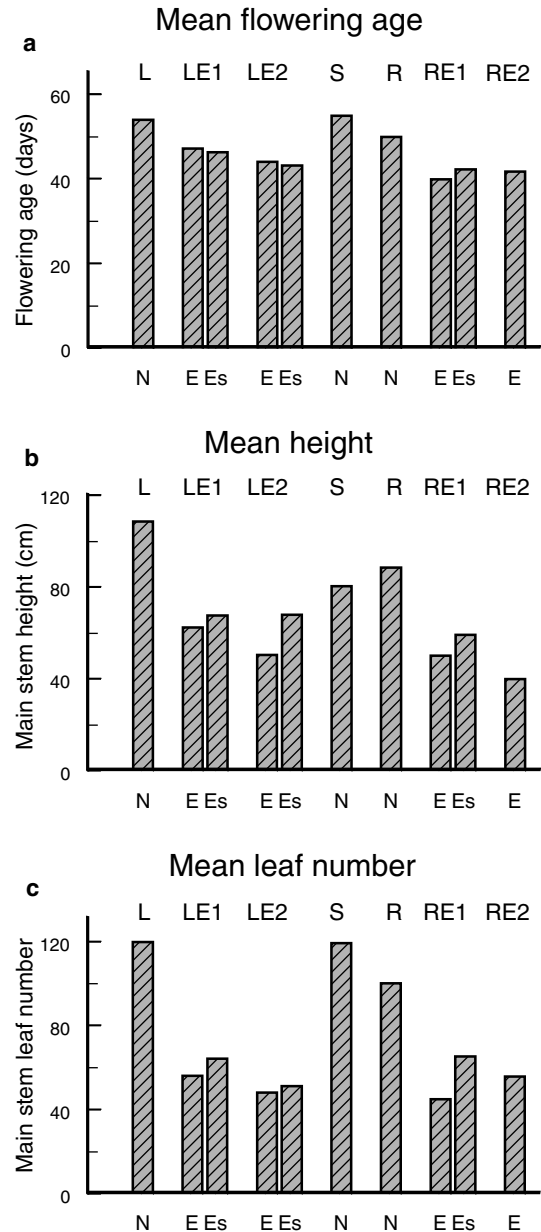 Mean flowering age
a
L LE1 LE2 S R RE1 RE2
60
40
20
0
Flowering age (days)
N E Es E Es N N E Es E
Mean height
b
L LE1 LE2 S R RE1 RE2
120
80
40
0
Main stem height (cm)
N E Es E Es N N E Es E
Mean leaf number
c
L LE1 LE2 S R RE1 RE2
120
80
40
0
Main stem leaf number
N E Es E Es N N E Es E